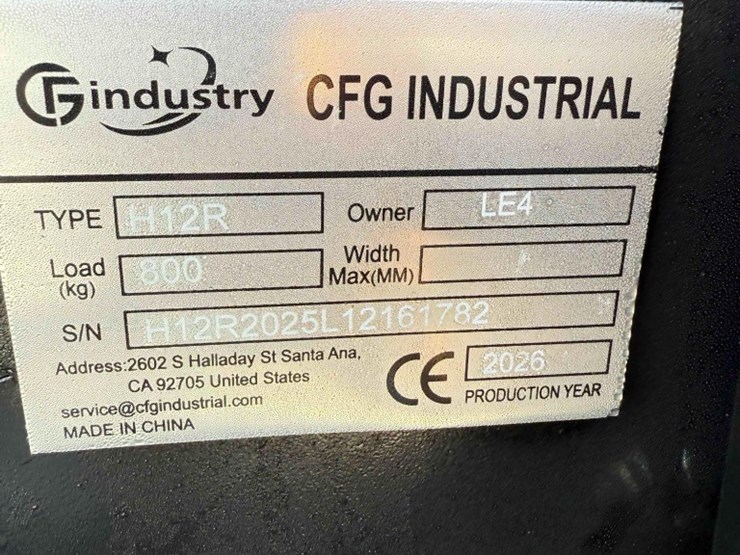 CFGindustry CFG INDUSTRIAL
TYPE H12R Owner LE4
Load (kg) 800 Width Max(MM)
S/N H12R2025L12161782
Address:2602 S Halladay St Santa Ana,
CA 92705 United States
service@cfgindustrial.com
MADE IN CHINA
CE 2026
PRODUCTION YEAR